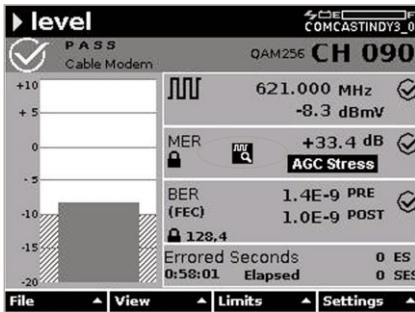 level
COMCASTINDY3_0
PASS
Cable Modem
QAM256 CH 090
+10
+ 5
0
- 5
-10
-15
-20
621.000 MHz
-8.3 dBmV
MER
+33.4 dB
AGC Stress
BER
(FEC)
128,4
1.4E-9 PRE
1.0E-9 POST
Errored Seconds
0 ES
0:58:01 Elapsed
0 SES
File
View
Limits
Settings